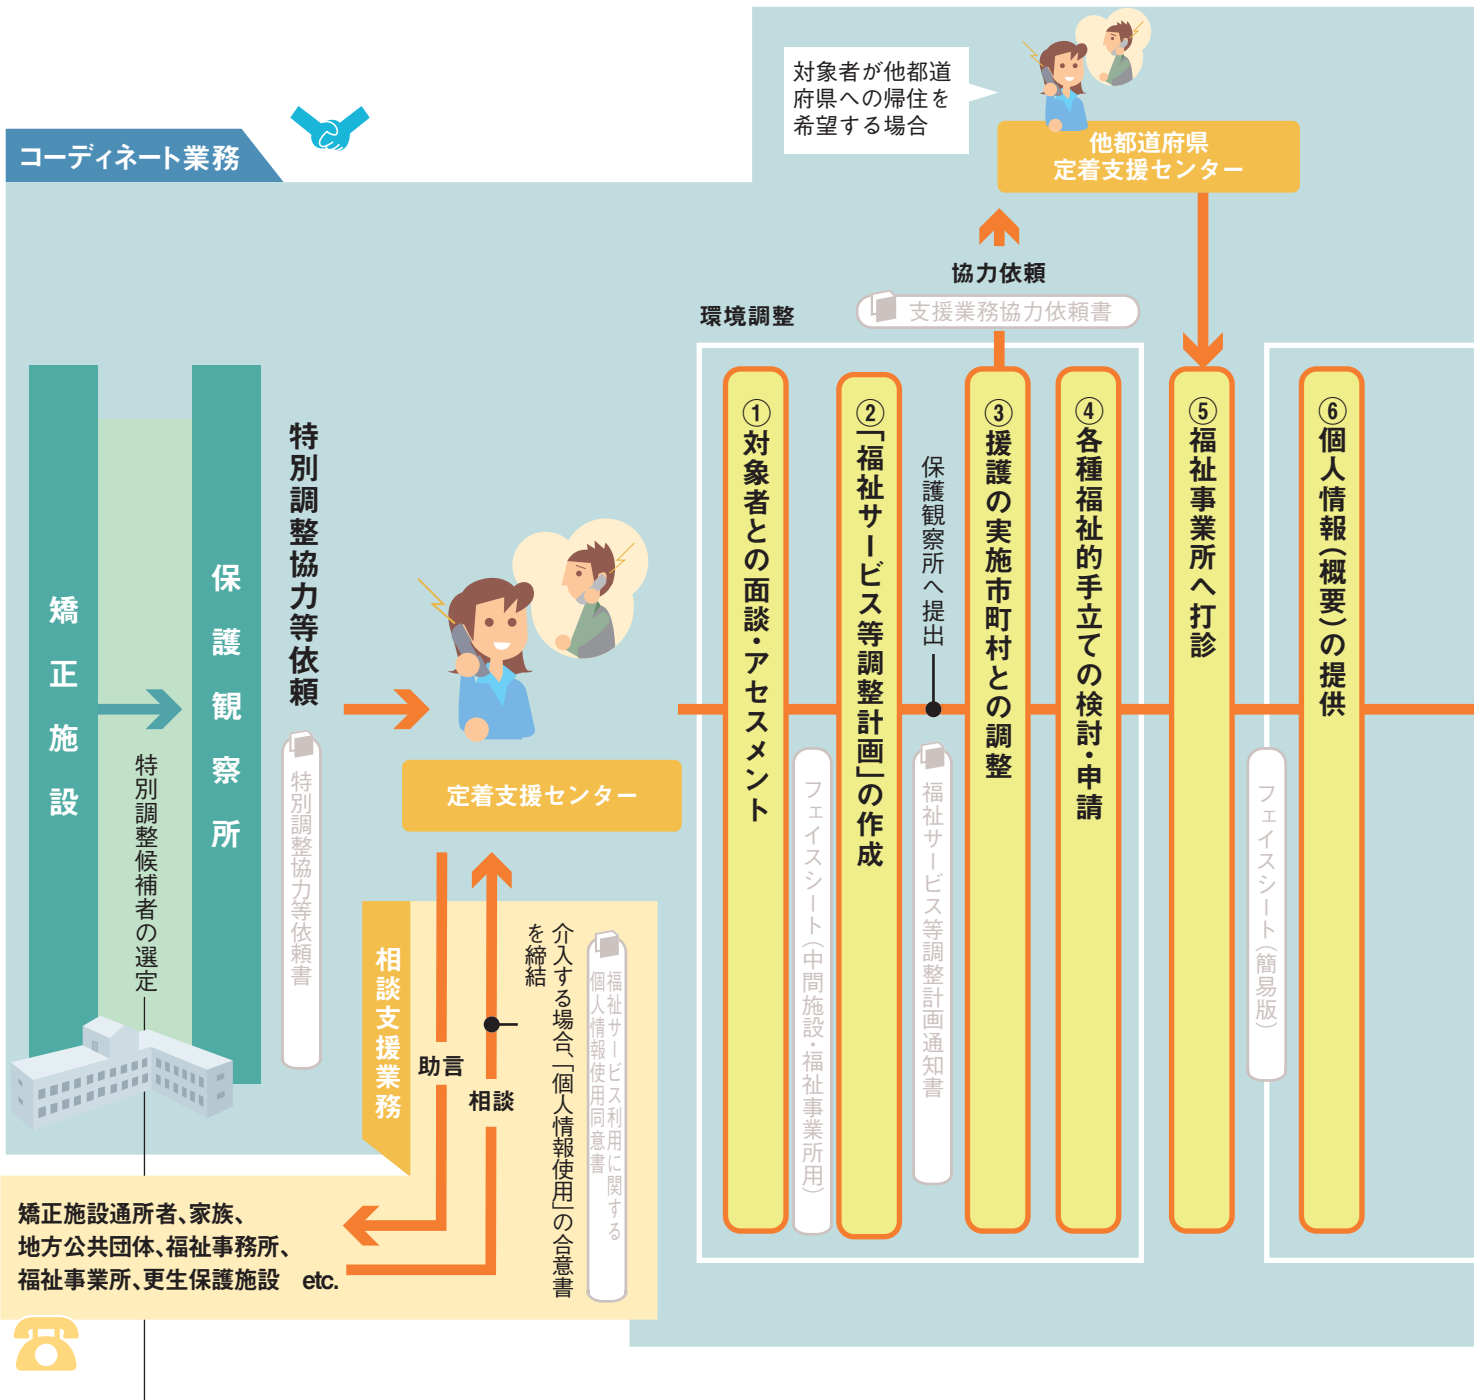 対象者が他都道
府県への帰住を
希望する場合
他都道府県
定着支援センター
コーディネート業務
協力依頼
支援業務協力依頼書
環境調整
矯正施設
特別調整候補者の選定
保護観察所
特別調整協力等依頼
特別調整協力等依頼書
定着支援センター
①対象者との面談・アセスメント
フェイスシート（中間施設・福祉事業所用）
②「福祉サービス等調整計画」の作成
保護観察所へ提出
福祉サービス等調整計画通知書
③援護の実施市町村との調整
④各種福祉的手立ての検討・申請
⑤福祉事業所へ打診
フェイスシート（簡易版）
⑥個人情報（概要）の提供
相談支援業務
助言
相談
介入する場合、「個人情報使用」の合意書
を締結
福祉サービス利用に関する
個人情報使用同意書
矯正施設通所者、家族、
地方公共団体、福祉事務所、
福祉事業所、更生保護施設　etc.